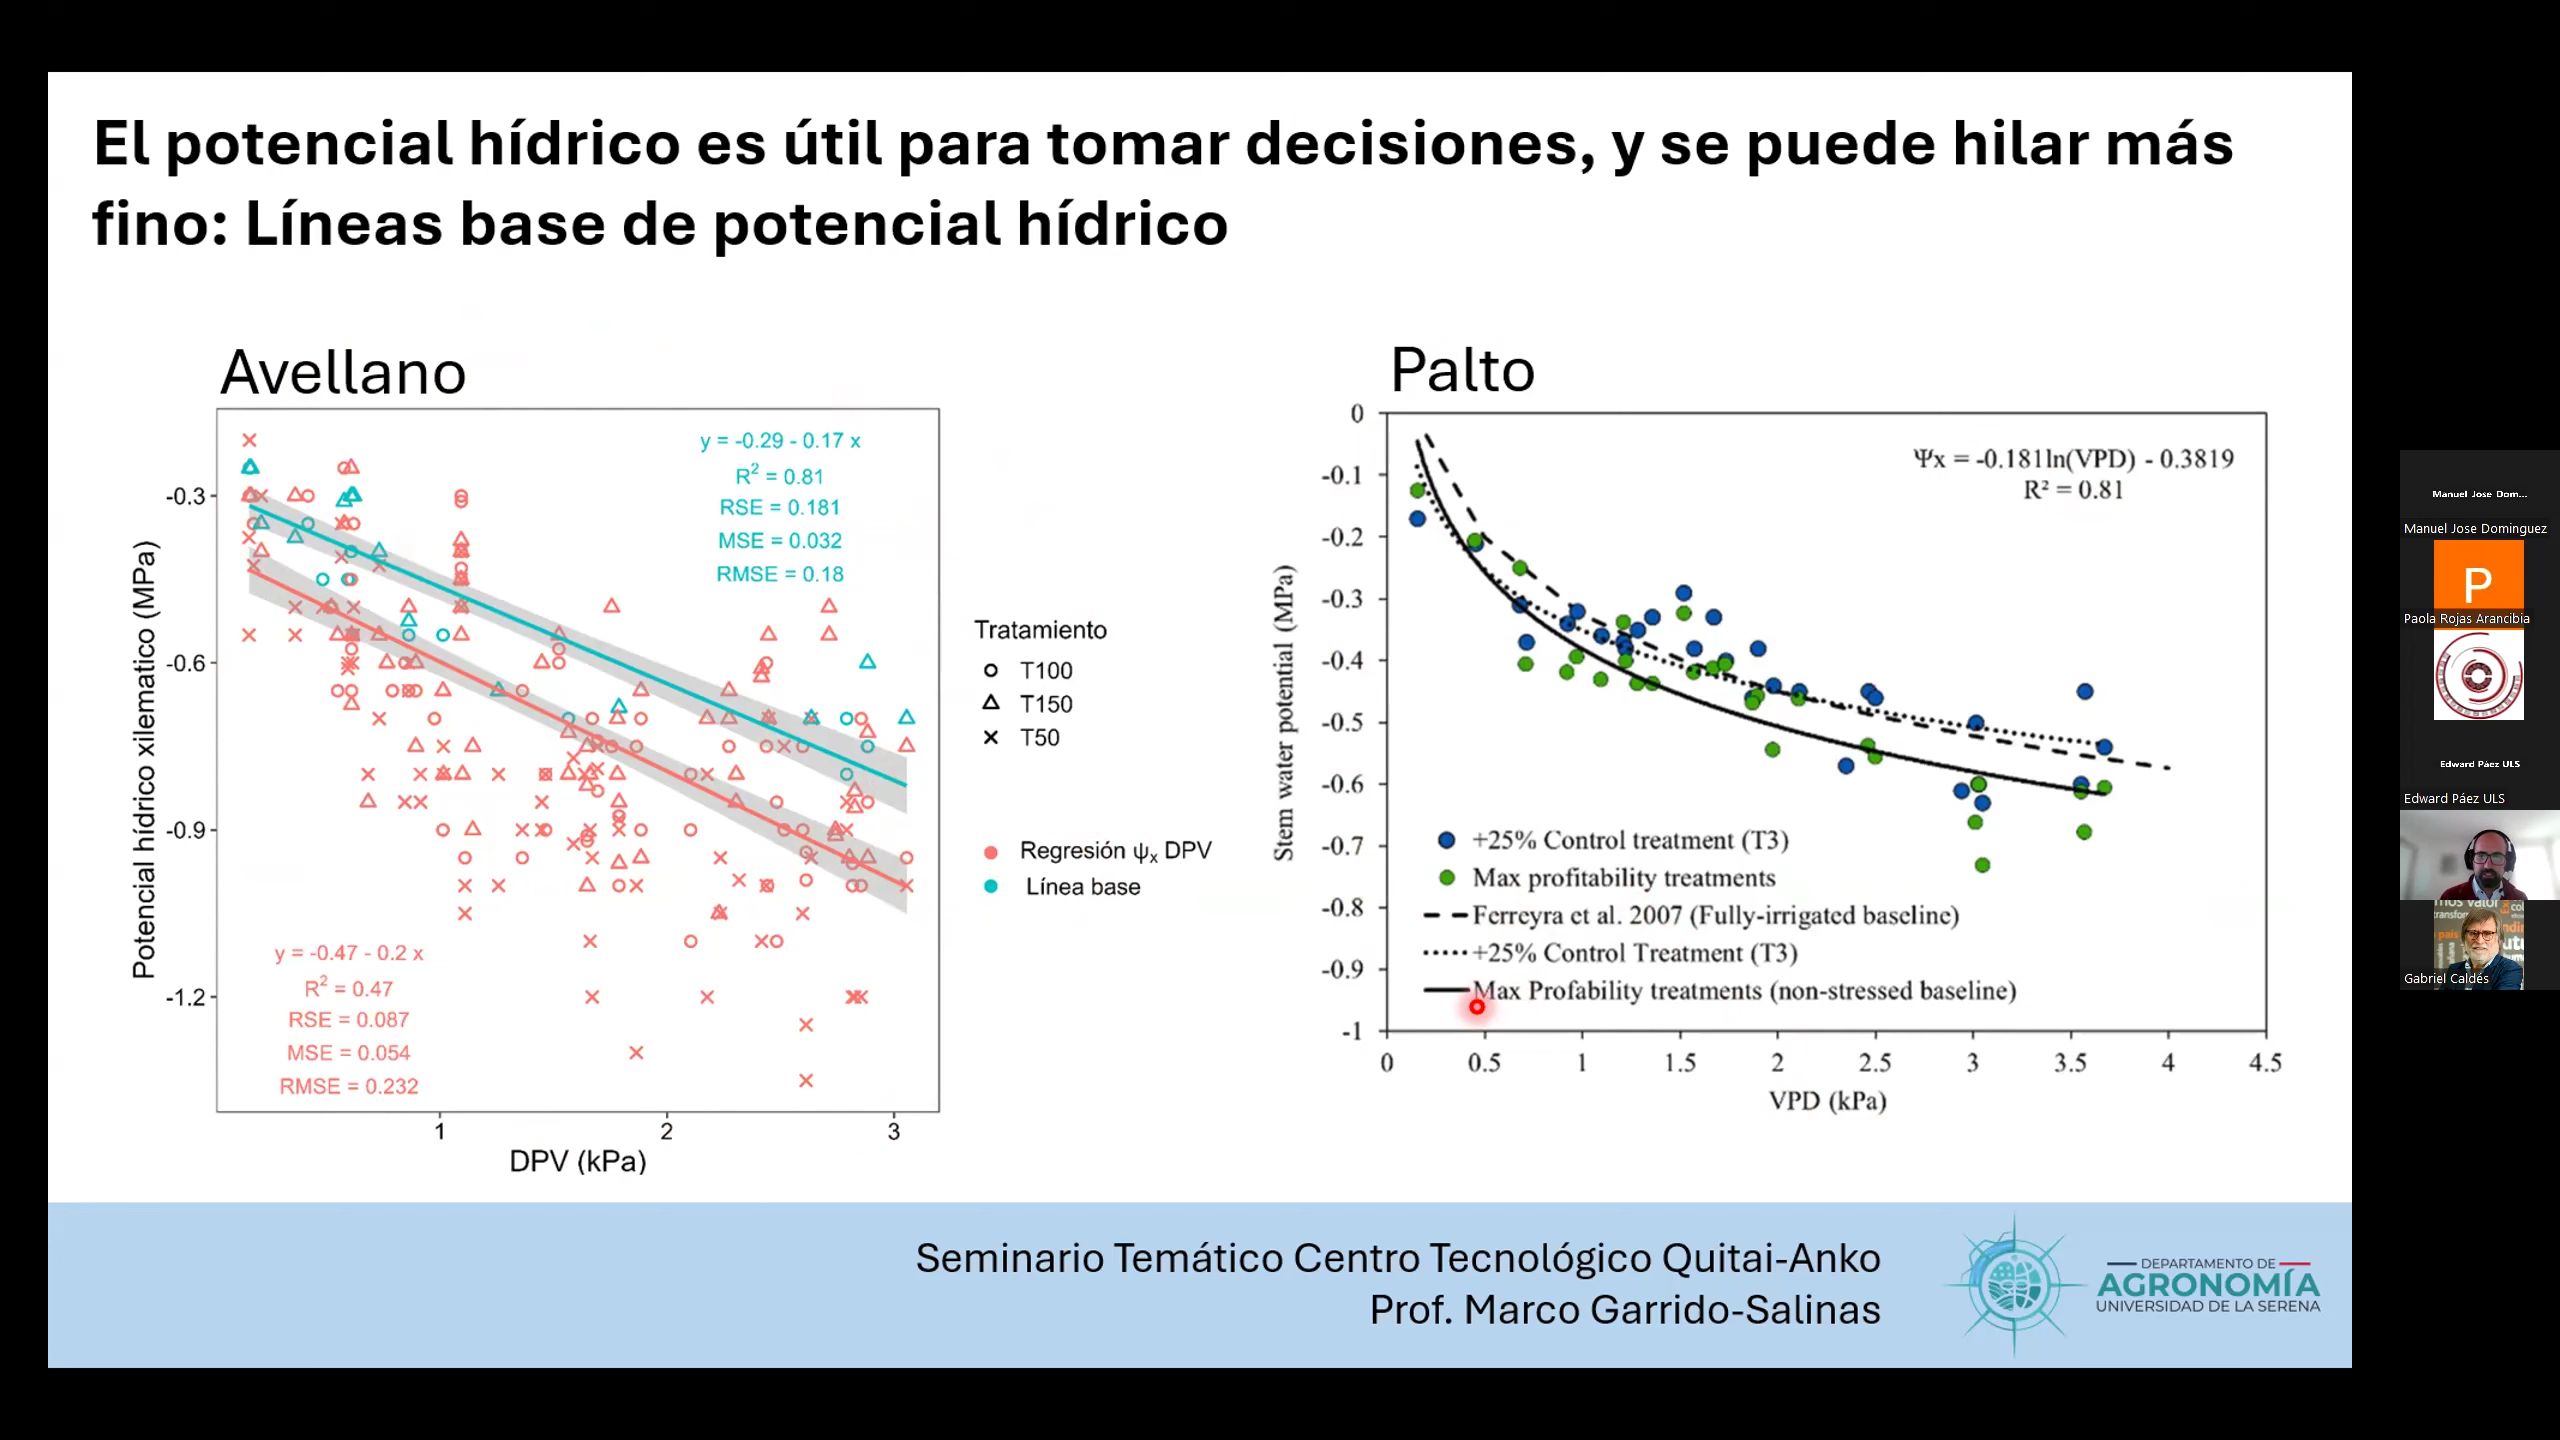 El potencial hídrico es útil para tomar decisiones, y se puede hilar más
fino: Líneas base de potencial hídrico
Avellano
y = -0.29 - 0.17 x
R² = 0.81
RSE = 0.181
MSE = 0.032
RMSE = 0.18
-0.3
-0.6
-0.9
-1.2
Potencial hídrico xilematico (MPa)
y = -0.47 - 0.2 x
R² = 0.47
RSE = 0.087
MSE = 0.054
RMSE = 0.232
1 2 3
DPV (kPa)
Tratamiento
T100
T150
T50
Regresión ψx DPV
Línea base
Palto
0
-0.1
-0.2
-0.3
-0.4
-0.5
-0.6
-0.7
-0.8
-0.9
-1
Stem water potential (MPa)
Ψx = -0.181ln(VPD) - 0.3819
R² = 0.81
+25% Control treatment (T3)
Max profitability treatments
Ferreyra et al. 2007 (Fully-irrigated baseline)
+25% Control Treatment (T3)
Max Profability treatments (non-stressed baseline)
0 0.5 1 1.5 2 2.5 3 3.5 4 4.5
VPD (kPa)
Seminario Temático Centro Tecnológico Quitai-Anko
Prof. Marco Garrido-Salinas
DEPARTAMENTO DE
AGRONOMÍA
UNIVERSIDAD DE LA SERENA
Manuel Jose Dom...
Manuel Jose Dominguez
P
Paola Rojas Arancibia
Edward Páez ULS
Edward Páez ULS
Gabriel Caldés